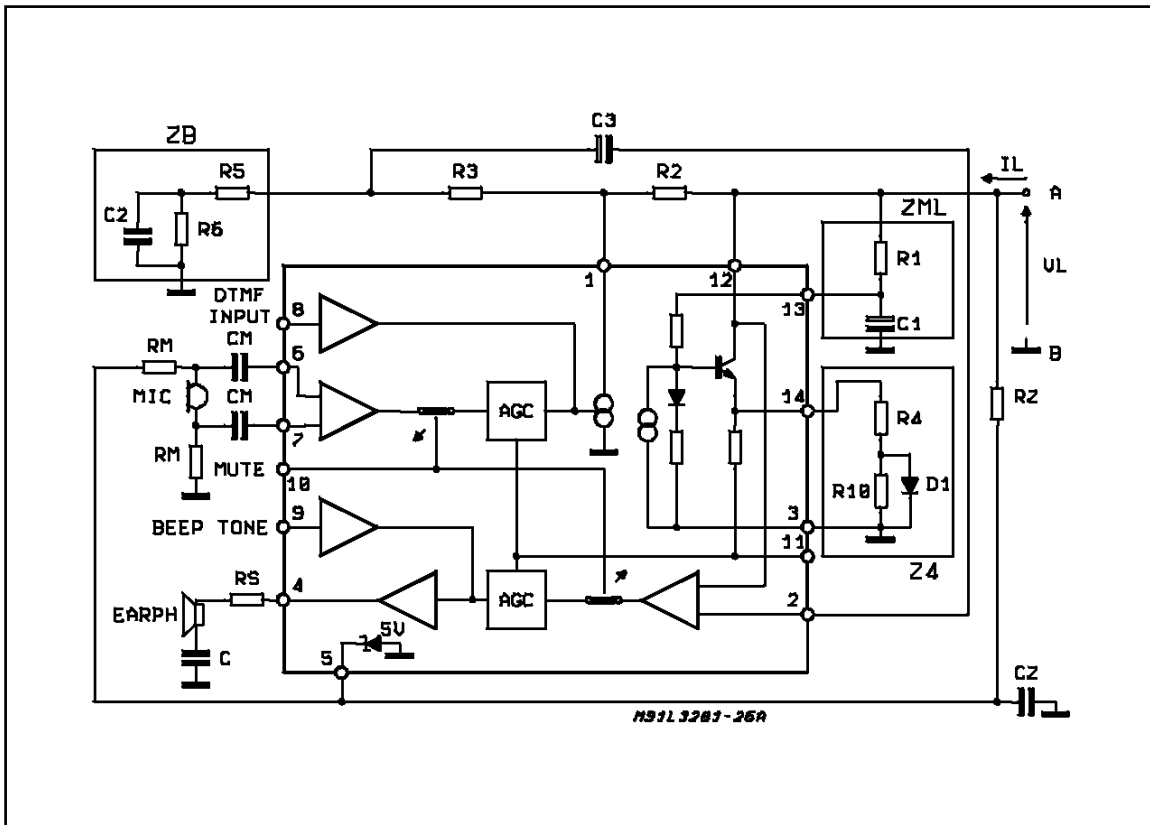 ZB
C3
R5
R3
R2
IL
A
C2
R6
ZML
R1
VL
1
12
13
C1
B
DTMF
INPUT
8
RM
CM
6
MIC
CM
7
AGC
14
R4
RZ
RM
MUTE
10
R10
D1
BEEP TONE
9
3
11
Z4
RS
4
AGC
2
EARPH
5V
C
5
CZ
M91L3281-26A